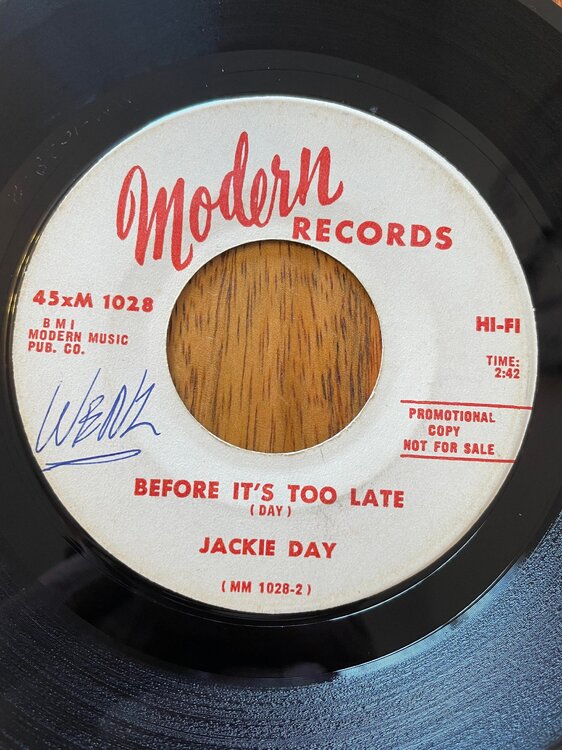 Modern RECORDS
45xM 1028
BMI
MODERN MUSIC
PUB. CO.
HI-FI
TIME:
2:42
PROMOTIONAL
COPY
NOT FOR SALE
BEFORE IT'S TOO LATE
(DAY)
JACKIE DAY
(MM 1028-2)